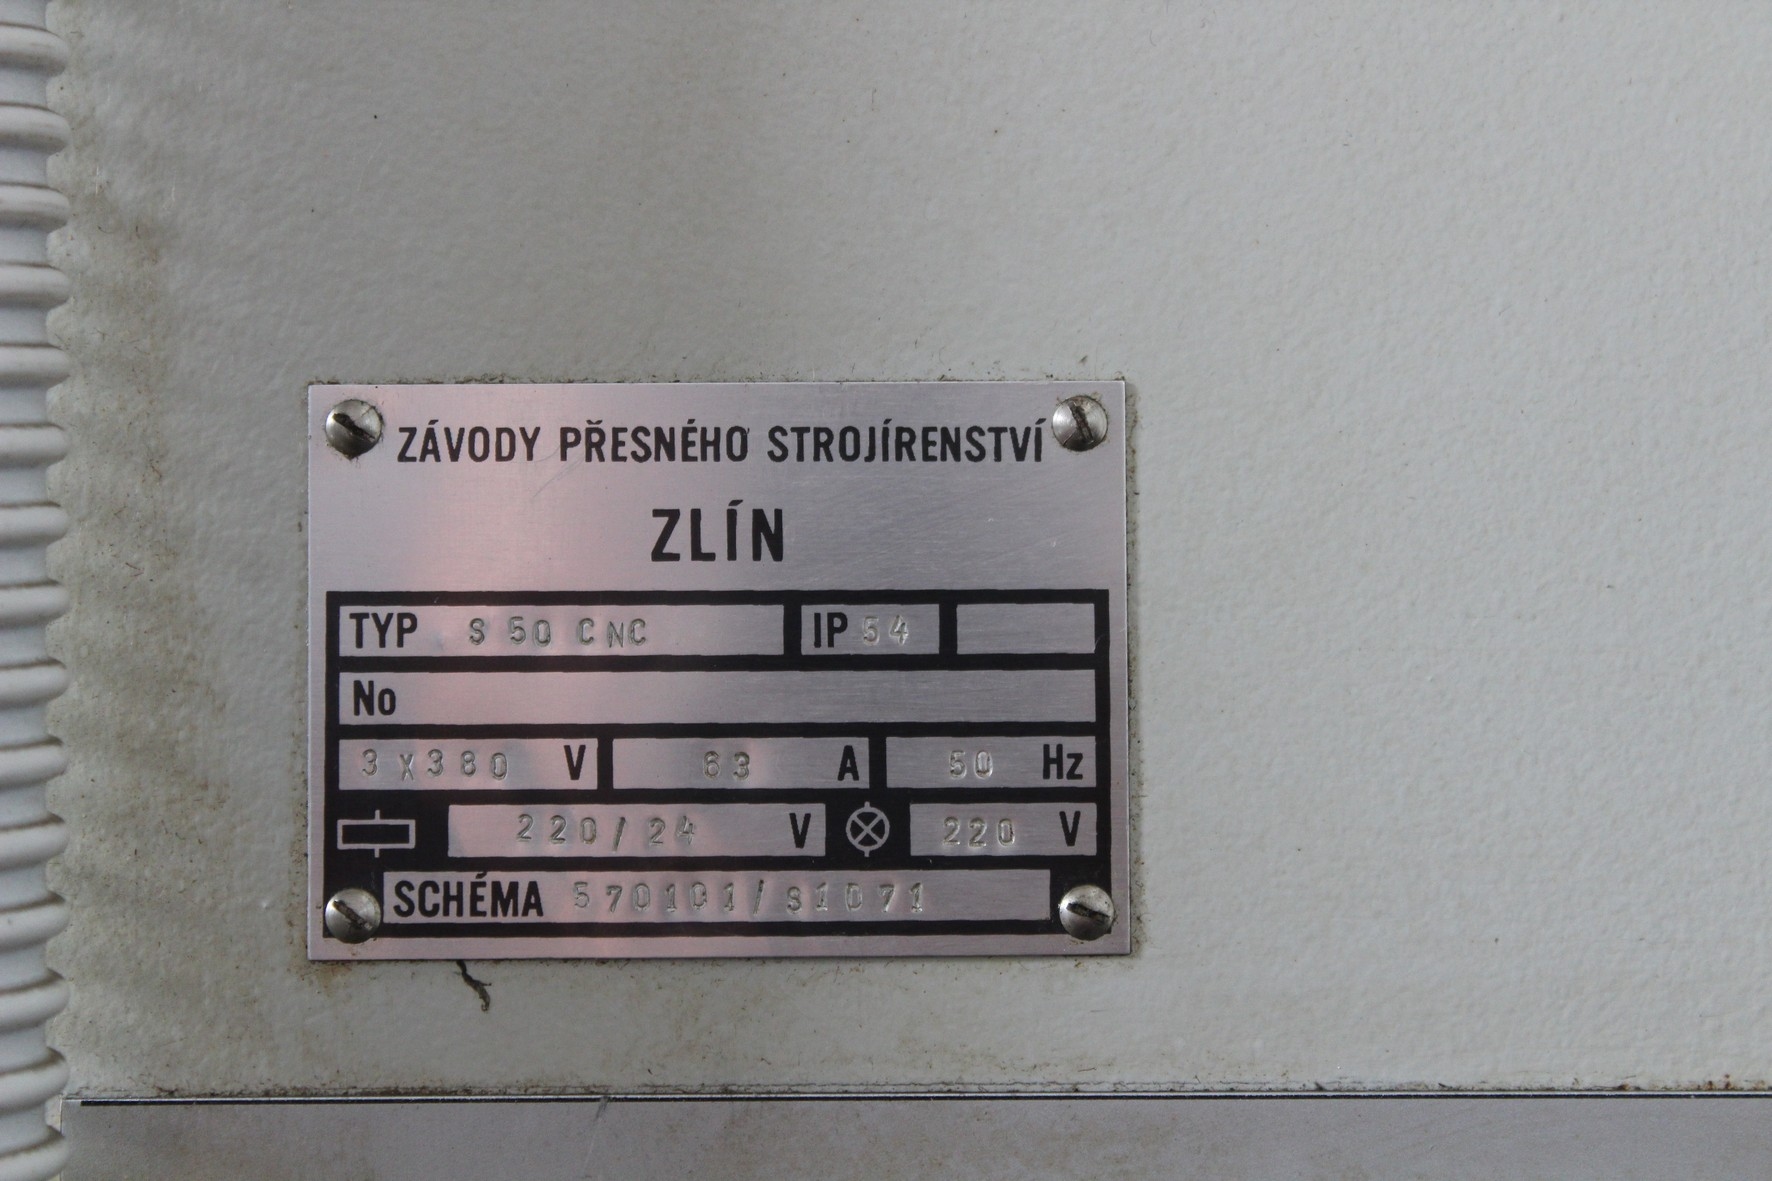 ZÁVODY PŘESNÉHO STROJÍRENSTVÍ
ZLÍN
TYP S 50 CNC IP 54
No
3 x 380 V 63 A 50 Hz
220/24 V 220 V
SCHÉMA 570101/S1071